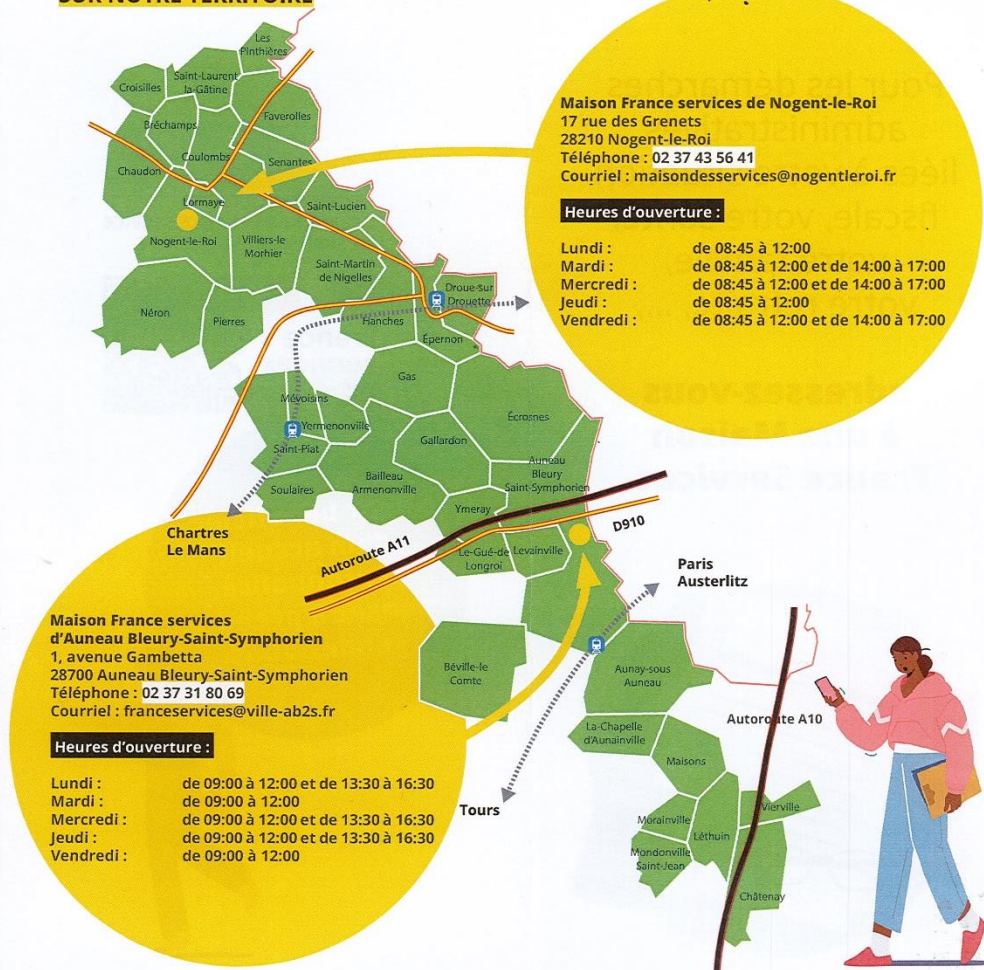 SUR NOTRE TERRITOIRE
Maison France services de Nogent-le-Roi
17 rue des Grenets
28210 Nogent-le-Roi
Téléphone : 02 37 43 56 41
Courriel : maisondesservices@nogentleroi.fr
Heures d’ouverture :
Lundi : de 08:45 à 12:00
Mardi : de 08:45 à 12:00 et de 14:00 à 17:00
Mercredi : de 08:45 à 12:00 et de 14:00 à 17:00
Jeudi : de 08:45 à 12:00
Vendredi : de 08:45 à 12:00 et de 14:00 à 17:00
Les
Pinthières
Saint-Laurent
la-Gâtine
Croisilles
Faverolles
Bréchamps
Coulombs
Senantes
Chaudon
Lormaye
Saint-Lucien
Nogent-le-Roi
Villiers-le
Morhier
Saint-Martin
de Nigelles
Droue-sur
Drouette
Néron
Pierres
Hanches
Épernon
Gas
Mévoisins
Écrosnes
Yermenonville
Saint-Piat
Gallardon
Auneau
Bleury
Saint-Symphorien
Soulaires
Bailleau
Armenonville
Ymeray
D910
Chartres
Le Mans
Autoroute A11
Le-Gué-de
Longroi
Levainville
Paris
Austerlitz
Maison France services
d’Auneau Bleury-Saint-Symphorien
1, avenue Gambetta
28700 Auneau Bleury-Saint-Symphorien
Téléphone : 02 37 31 80 69
Courriel : franceservices@ville-ab2s.fr
Heures d’ouverture :
Lundi : de 09:00 à 12:00 et de 13:30 à 16:30
Mardi : de 09:00 à 12:00
Mercredi : de 09:00 à 12:00 et de 13:30 à 16:30
Jeudi : de 09:00 à 12:00 et de 13:30 à 16:30
Vendredi : de 09:00 à 12:00
Béville-le
Comte
Aunay-sous
Auneau
La-Chapelle
d’Aunainville
Autoroute A10
Maisons
Tours
Vierville
Morainville
Léthuin
Mondonville
Saint-Jean
Châtenay